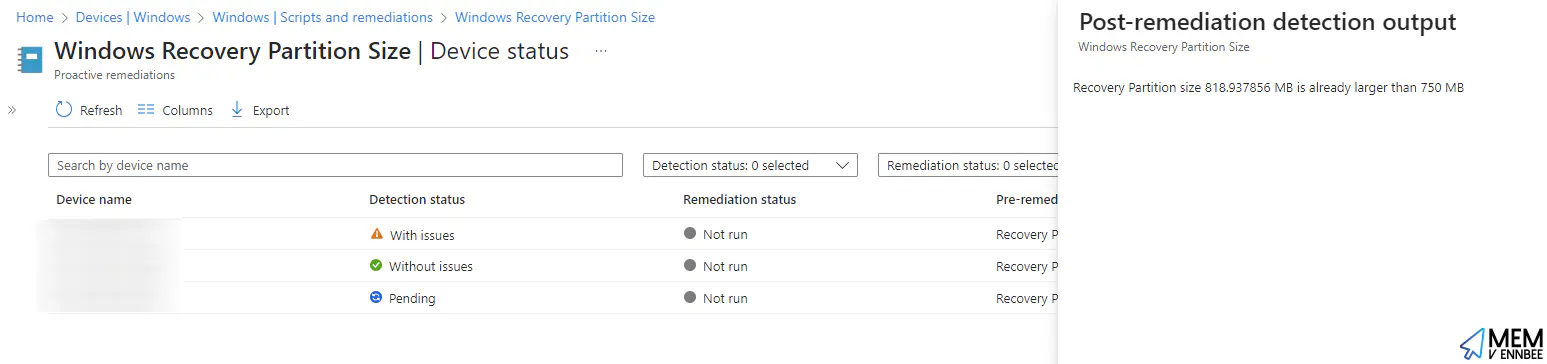 Home > Devices | Windows > Windows | Scripts and remediations > Windows Recovery Partition Size
Windows Recovery Partition Size | Device status ...
Proactive remediations
» Refresh Columns Export
Search by device name Detection status: 0 selected Remediation status: 0 selected
Device name Detection status Remediation status Pre-remed
With issues Not run Recovery P
Without issues Not run Recovery P
Pending Not run Recovery P
Post-remediation detection output
Windows Recovery Partition Size
Recovery Partition size 818.937856 MB is already larger than 750 MB
MEM
V ENNBEE